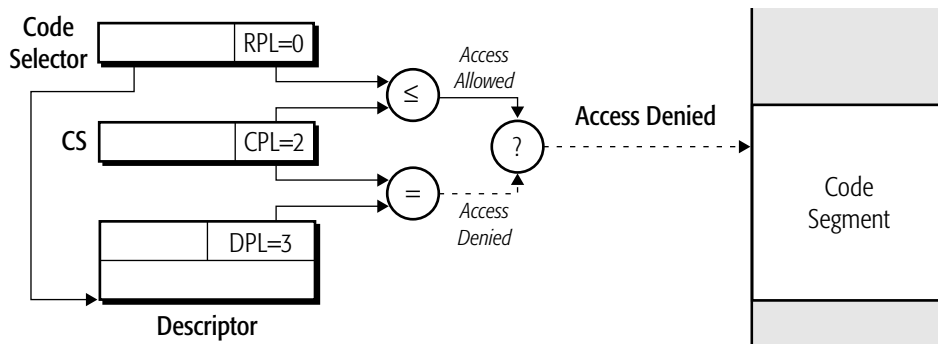 Code
Selector
RPL=0
Access
Allowed
≤
CS
CPL=2
?
Access Denied
=
Access
Denied
DPL=3
Code
Segment
Descriptor